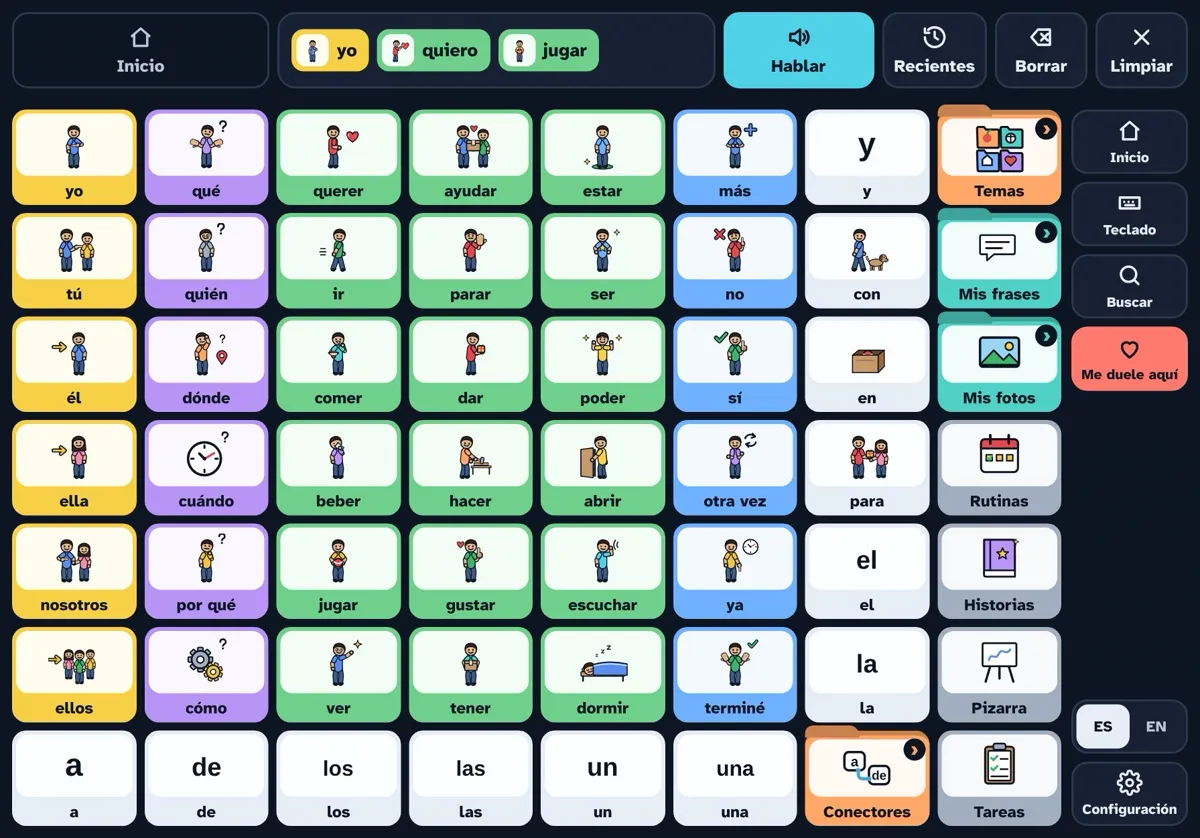 Inicio
yo quiero jugar
Hablar
Recientes
Borrar
Limpiar
yo qué querer ayudar estar más y y Temas
tú quién ir parar ser no con Mis frases
él dónde comer dar poder sí en Mis fotos
ella cuándo beber hacer abrir otra vez para Rutinas
nosotros por qué jugar gustar escuchar ya el el Historias
ellos cómo ver tener dormir terminé la la Pizarra
a de los las un una a de
a de los las un una Conectores Tareas
Inicio
Teclado
Buscar
Me duele aquí
ES EN
Configuración